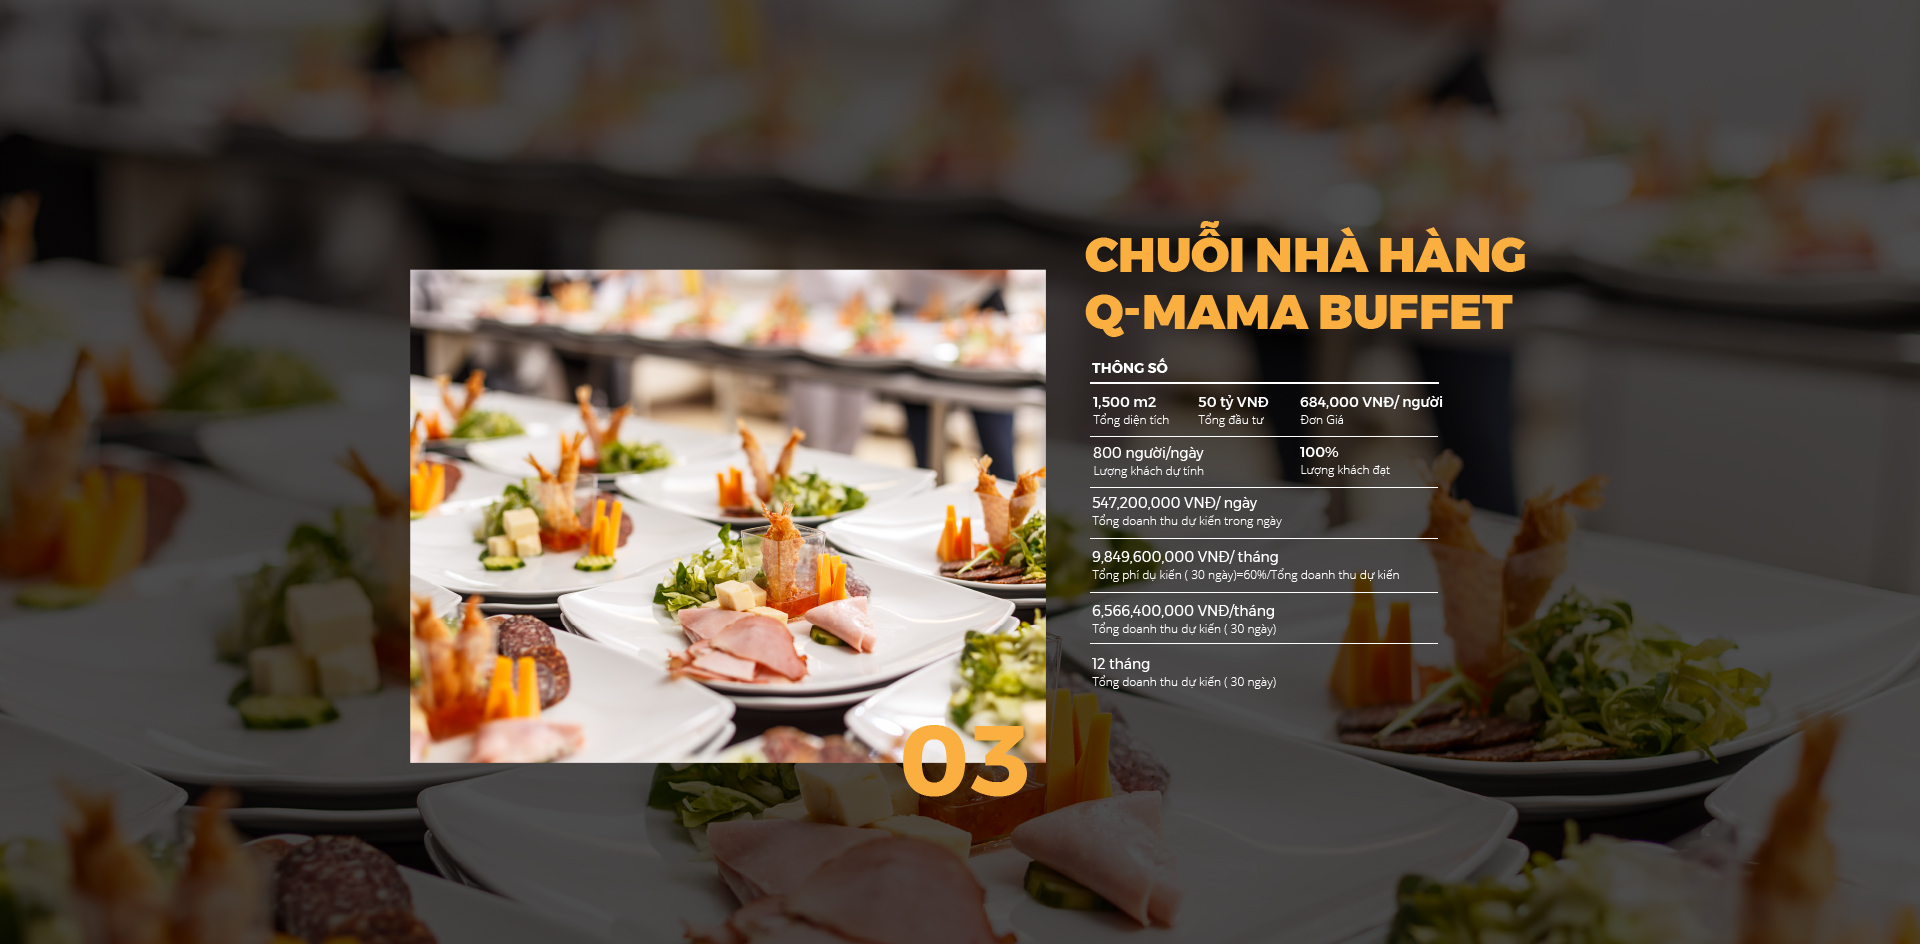 CHUỖI NHÀ HÀNG
Q-MAMA BUFFET
THÔNG SỐ
1,500 m2 50 tỷ VNĐ 684,000 VNĐ/ người
Tổng diện tích Tổng đầu tư Đơn Giá
800 người/ngày 100%
Lượng khách dự tính Lượng khách đạt
547,200,000 VNĐ/ ngày
Tổng doanh thu dự kiến trong ngày
9,849,600,000 VNĐ/ tháng
Tổng phí dụ kiến ( 30 ngày)=60%/Tổng doanh thu dự kiến
6,566,400,000 VNĐ/tháng
Tổng doanh thu dự kiến ( 30 ngày)
12 tháng
Tổng doanh thu dự kiến ( 30 ngày)
03